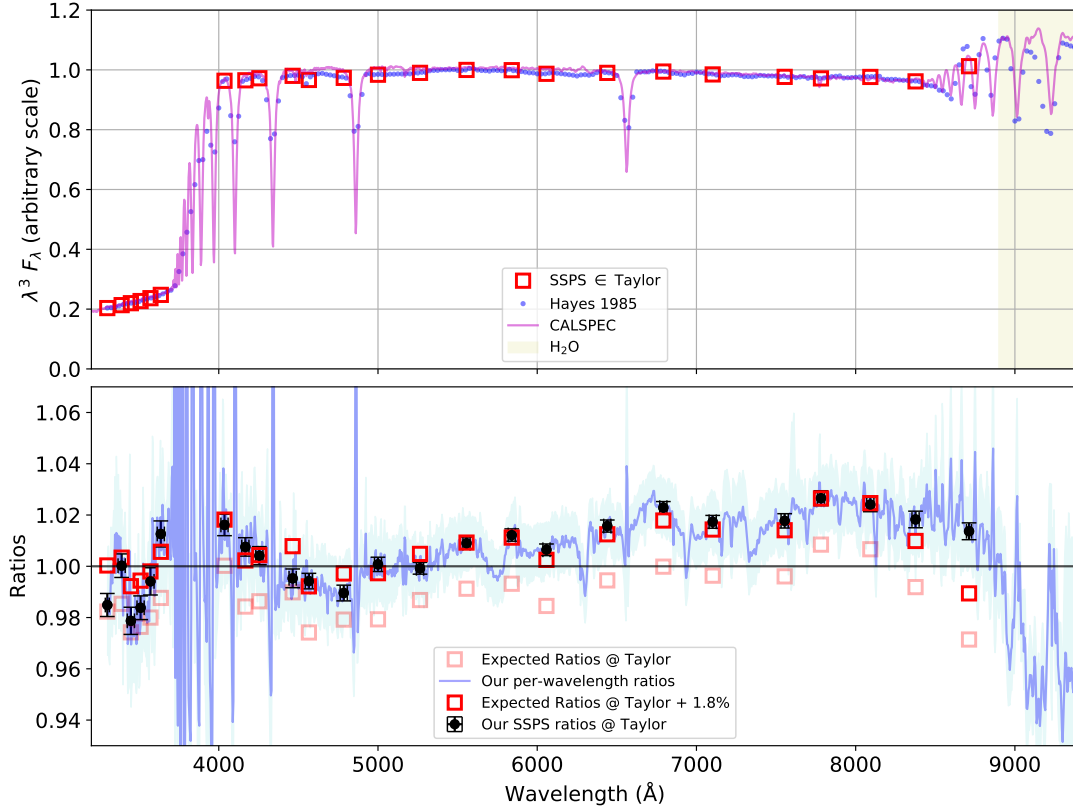 1.2
1.0
0.8
0.6
0.4
0.2
0.0
λ³ F_λ (arbitrary scale)
SSPS ∈ Taylor
Hayes 1985
CALSPEC
H₂O
1.06
1.04
1.02
1.00
0.98
0.96
0.94
Ratios
Expected Ratios @ Taylor
Our per-wavelength ratios
Expected Ratios @ Taylor + 1.8%
Our SSPS ratios @ Taylor
4000 5000 6000 7000 8000 9000
Wavelength (Å)